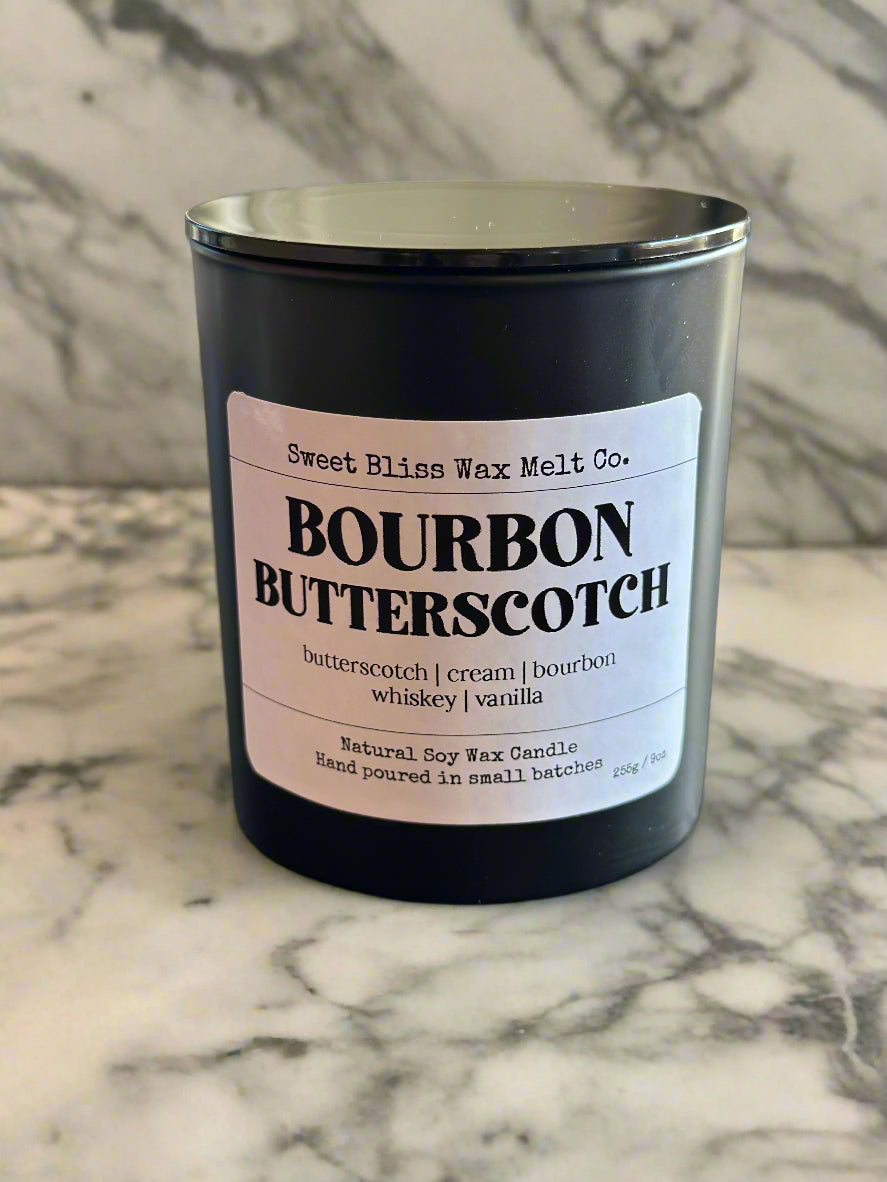 Sweet Bliss Wax Melt Co.
BOURBON
BUTTERSCOTCH
butterscotch | cream | bourbon
whiskey | vanilla
Natural Soy Wax Candle
Hand poured in small batches
255g / 9oz